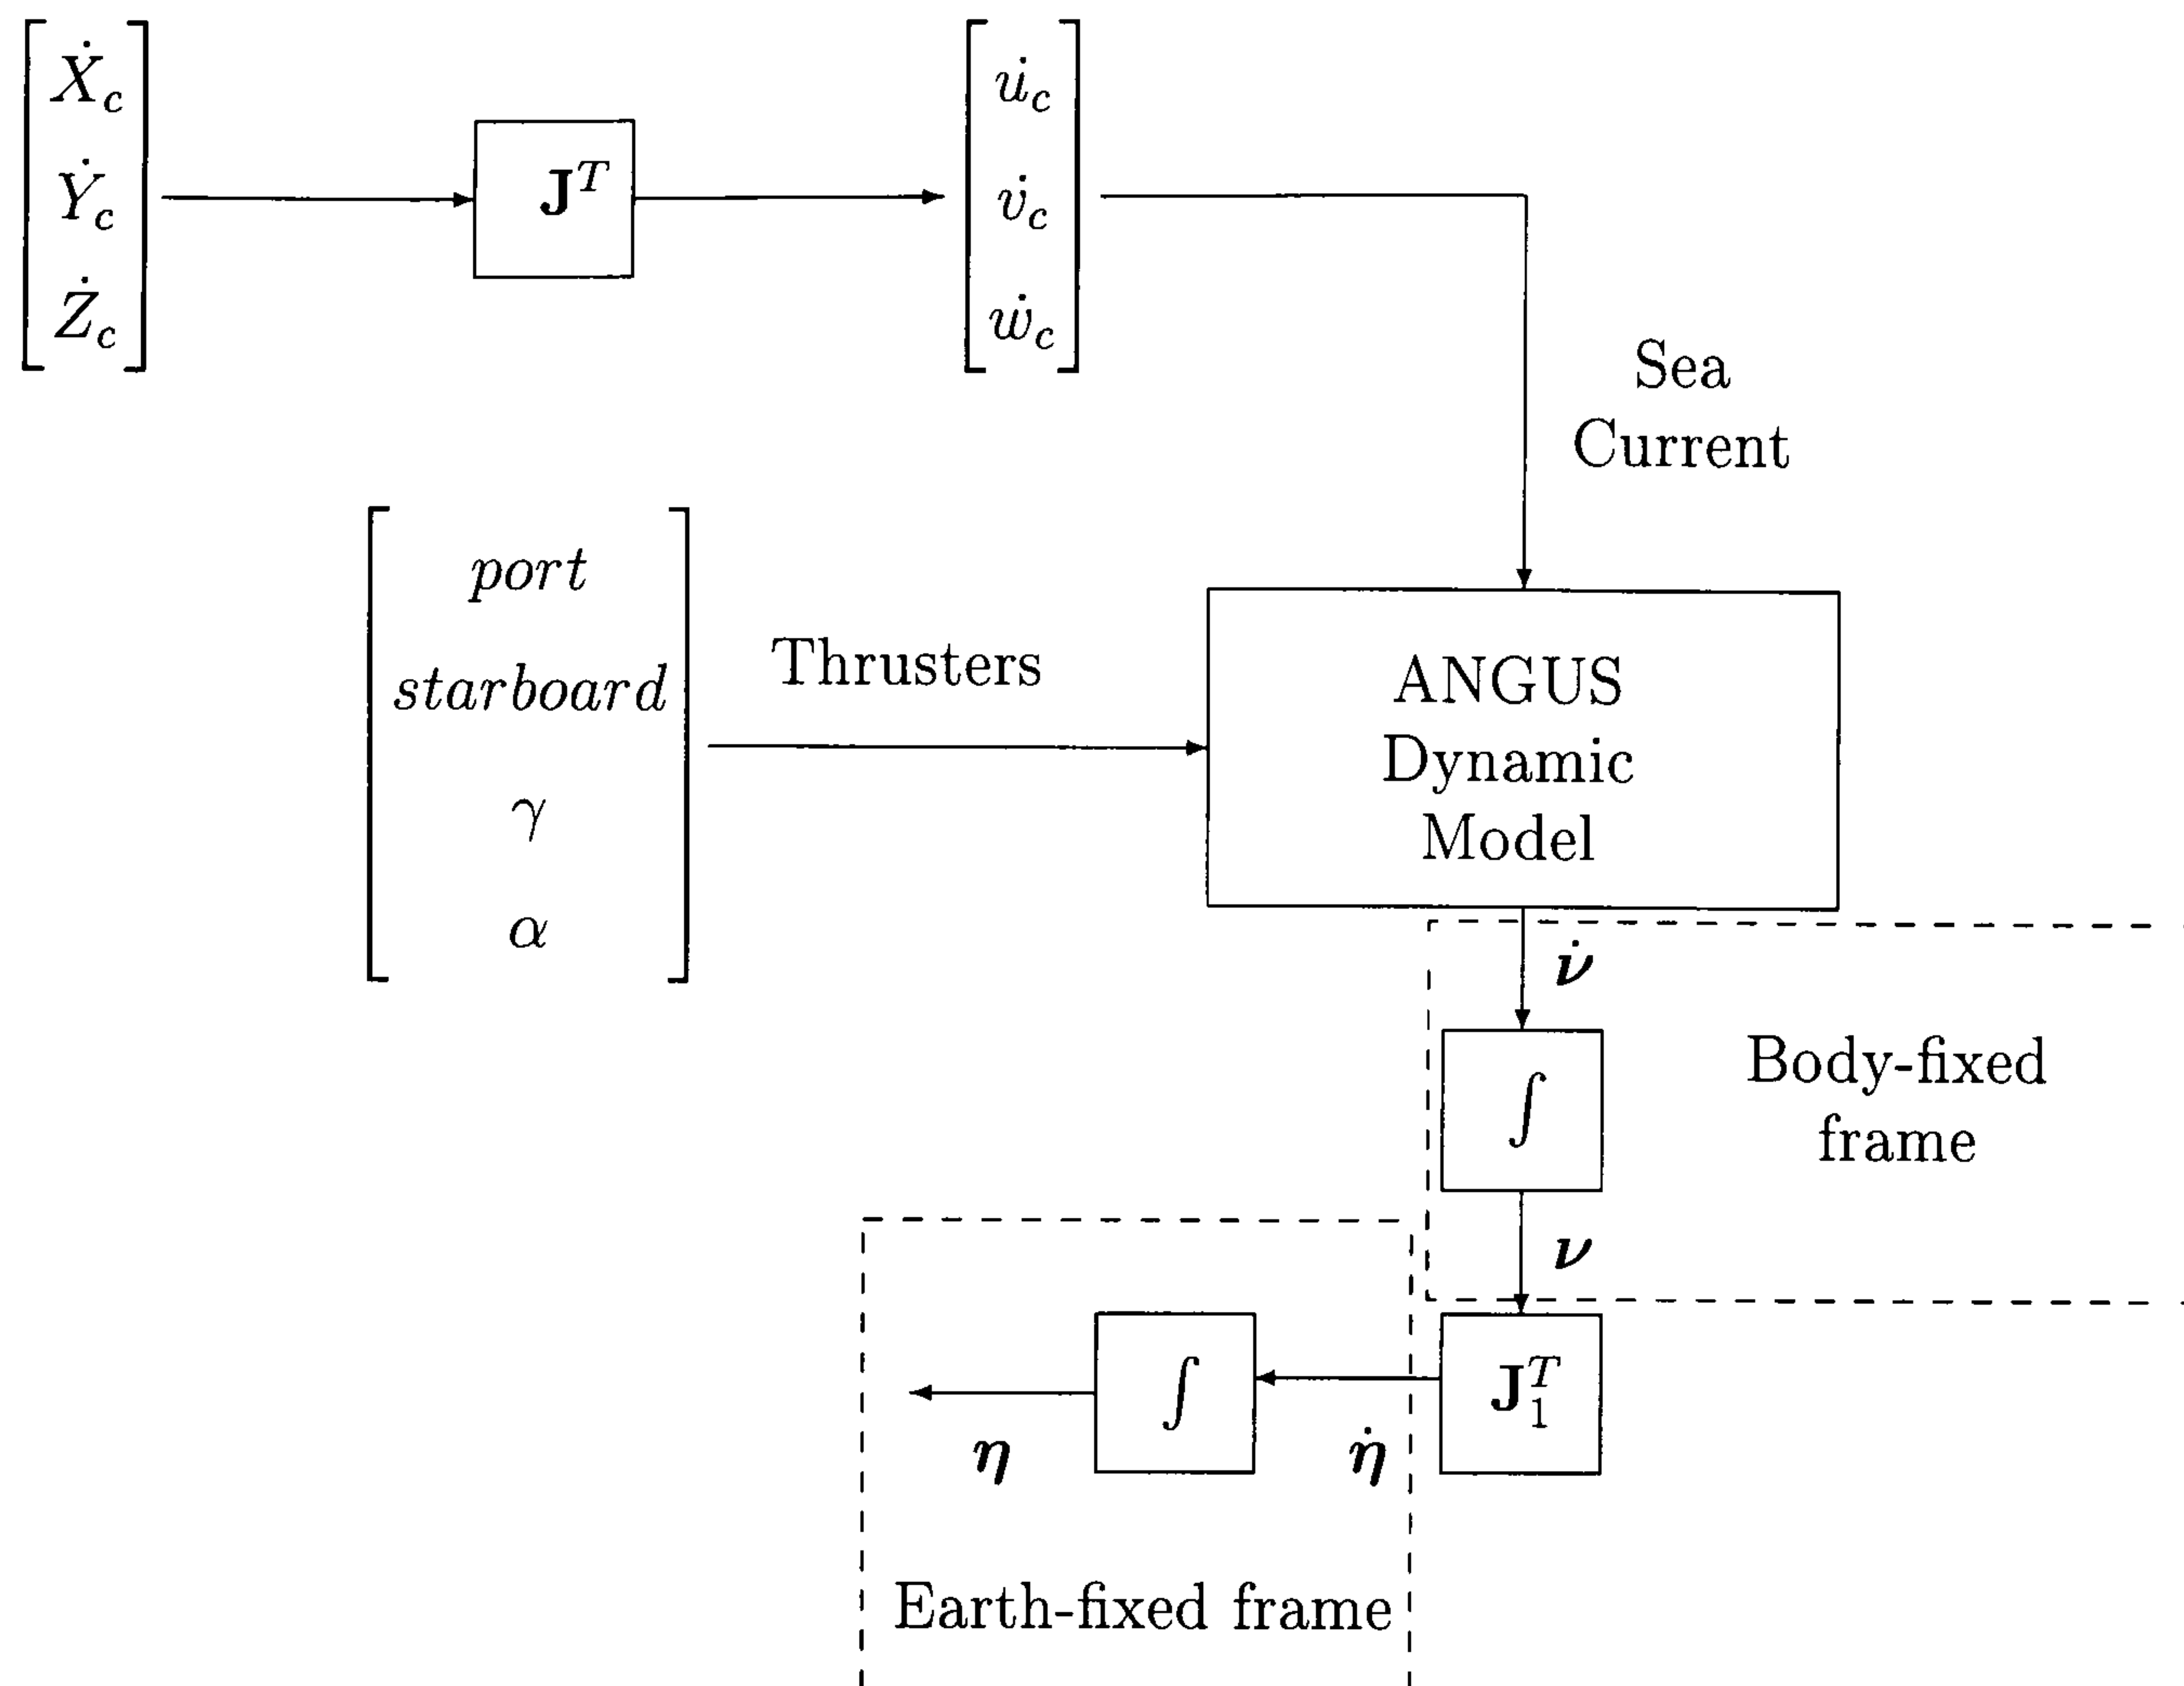 Ẋc
Ẏc
Żc
J^T
u̇c
v̇c
ẇc
Sea
Current
port
starboard
γ
α
Thrusters
ANGUS
Dynamic
Model
ν̇
∫
Body-fixed
frame
ν
J₁^T
η̇
∫
η
Earth-fixed frame